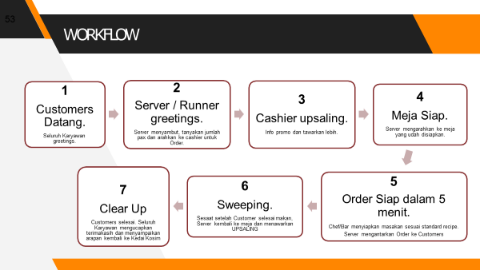 53
WORKFLOW
1
Customers
Datang.
Seluruh Karyawan
greetings.
2
Server / Runner
greetings.
Server menyambut, tanyakan jumlah
pax dan arahkan ke cashier untuk
Order.
3
Cashier upsaling.
Info promo dan tawarkan lebih.
4
Meja Siap.
Server mengarahkan ke meja
yang udah disiapkan.
5
Order Siap dalam 5
menit.
Chef/Bar menyiapkan masakan sesuai standard recipe
Server mengantarkan Order ke Customers
6
Sweeping.
Sesaat setelah Customer selesai makan,
Server kembali ke meja dan menawarkan
UPSALING
7
Clear Up
Customers selesai. Seluruh
Karyawan mengucapkan
terimakasih dan menyampaikan
arapan kembali ke Kedai Kosim